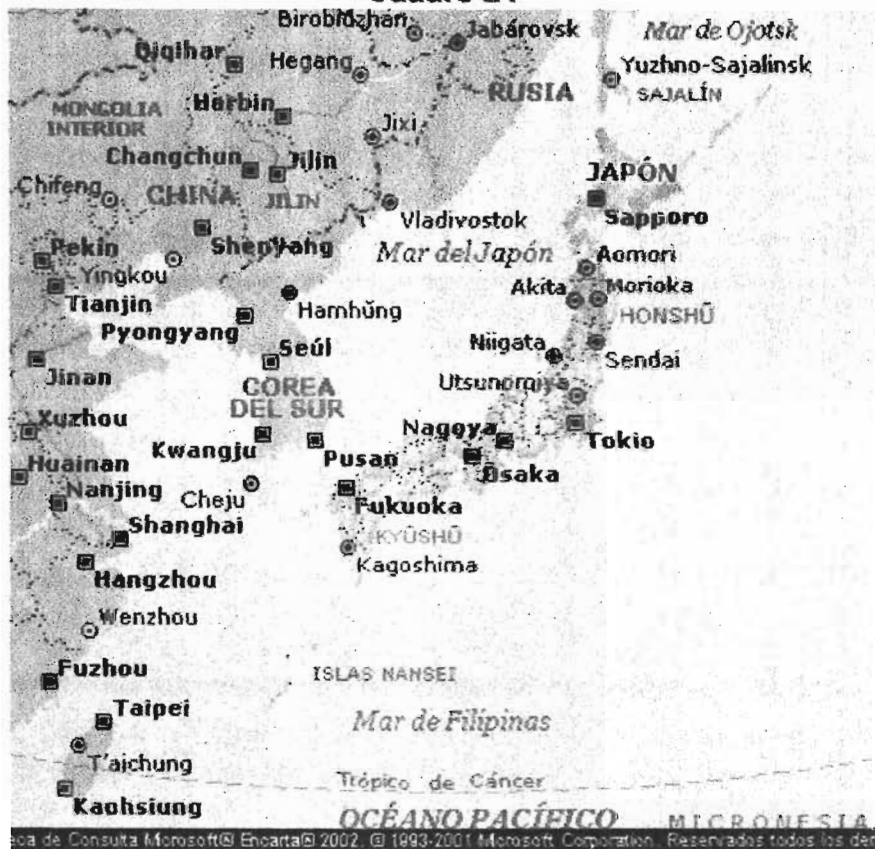 Birobidzhan
Jabárovsk
Mar de Ojotsk
Qiqihar
Hegang
Yuzhno-Sajalinsk
RUSIA
SAJALÍN
MONGOLIA
INTERIOR
Harbin
Jixi
Changchun
Jilin
JAPÓN
Chifeng
CHINA
JILIN
Vladivostok
Sapporo
Pekin
Shenyang
Mar del Japón
Aomori
Yingkou
Tianjin
Hamhŭng
Akita
Morioka
Pyongyang
HONSHŪ
Seúl
Niigata
Sendai
Jinan
COREA
DEL SUR
Utsunomiya
Xuzhou
Kwangju
Pusan
Nagoya
Tokio
Huainan
Nanjing
Cheju
Osaka
Fukuoka
Shanghai
KYŪSHŪ
Kagoshima
Hangzhou
Wenzhou
Fuzhou
ISLAS NANSEI
Taipei
Mar de Filipinas
T'aichung
Trópico de Cáncer
Kaohsiung
OCÉANO PACÍFICO
MICRONESIA
de Consulta Microsoft® Encarta® 2002. © 1993-2001 Microsoft Corporation. Reservados todos los